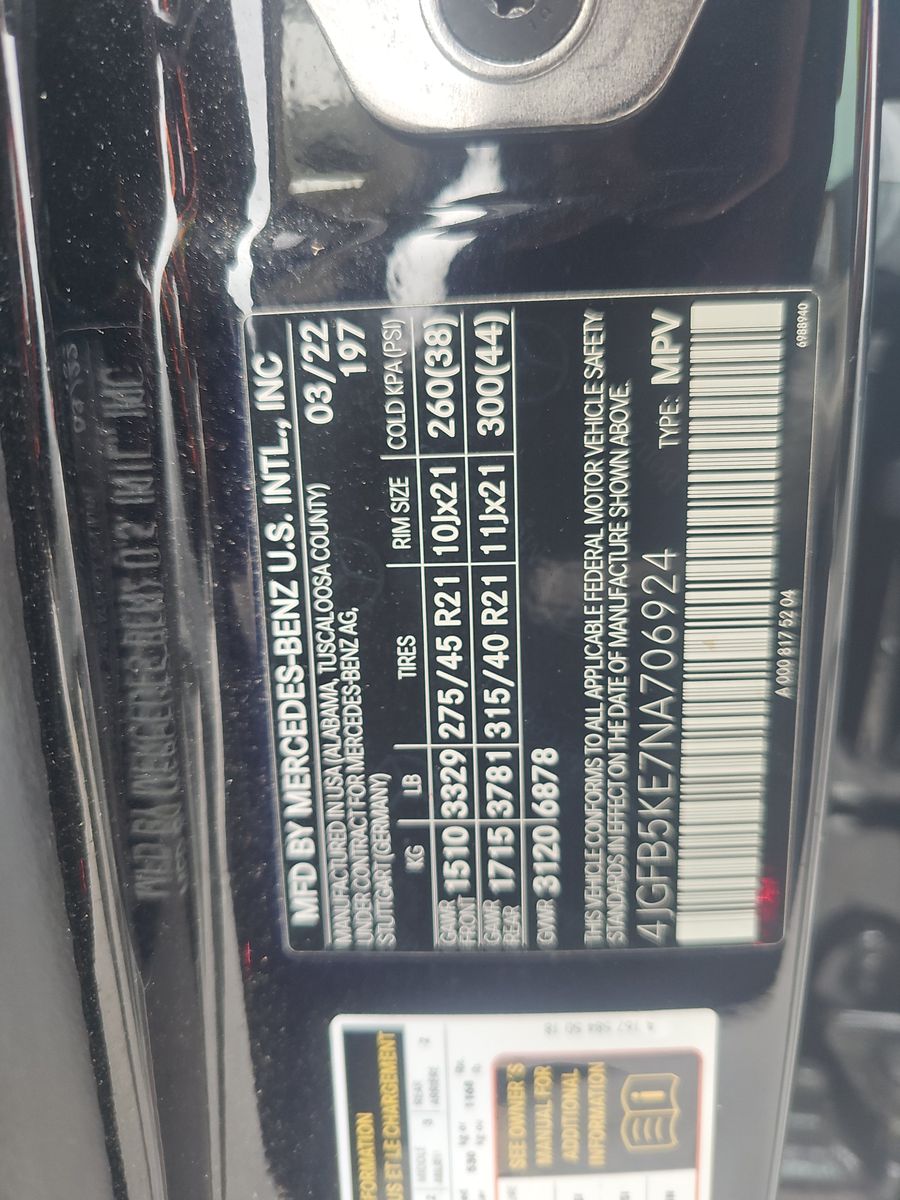 MFD BY MERCEDES-BENZ U.S. INTL., INC
MANUFACTURED IN USA (ALABAMA, TUSCALOOSA COUNTY) 03/22
UNDER CONTRACT FOR MERCEDES-BENZ AG, 197
STUTTGART (GERMANY)
KG LB TIRES RIM SIZE COLD KPA (PSI)
GAWR FRONT 1510 3329 275/45 R21 10Jx21 260(38)
GAWR REAR 1715 3781 315/40 R21 11Jx21 300(44)
GVWR 3120 6878
THIS VEHICLE CONFORMS TO ALL APPLICABLE FEDERAL MOTOR VEHICLE SAFETY
STANDARDS IN EFFECT ON THE DATE OF MANUFACTURE SHOWN ABOVE.
4JGFB5KE7NA706924 TYPE: MPV
A 000 817 52 04 6988940
US ET LE CHARGEMENT
SEE OWNER'S
MANUAL FOR
ADDITIONAL
INFORMATION